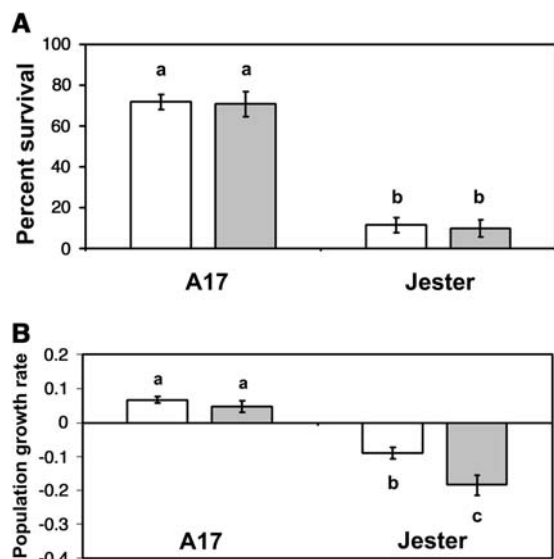 A
Percent survival
100
80
60
40
20
0
a
a
b
b
A17
Jester
B
Population growth rate
0.2
0.1
0
-0.1
-0.2
-0.3
-0.4
a
a
b
c
A17
Jester